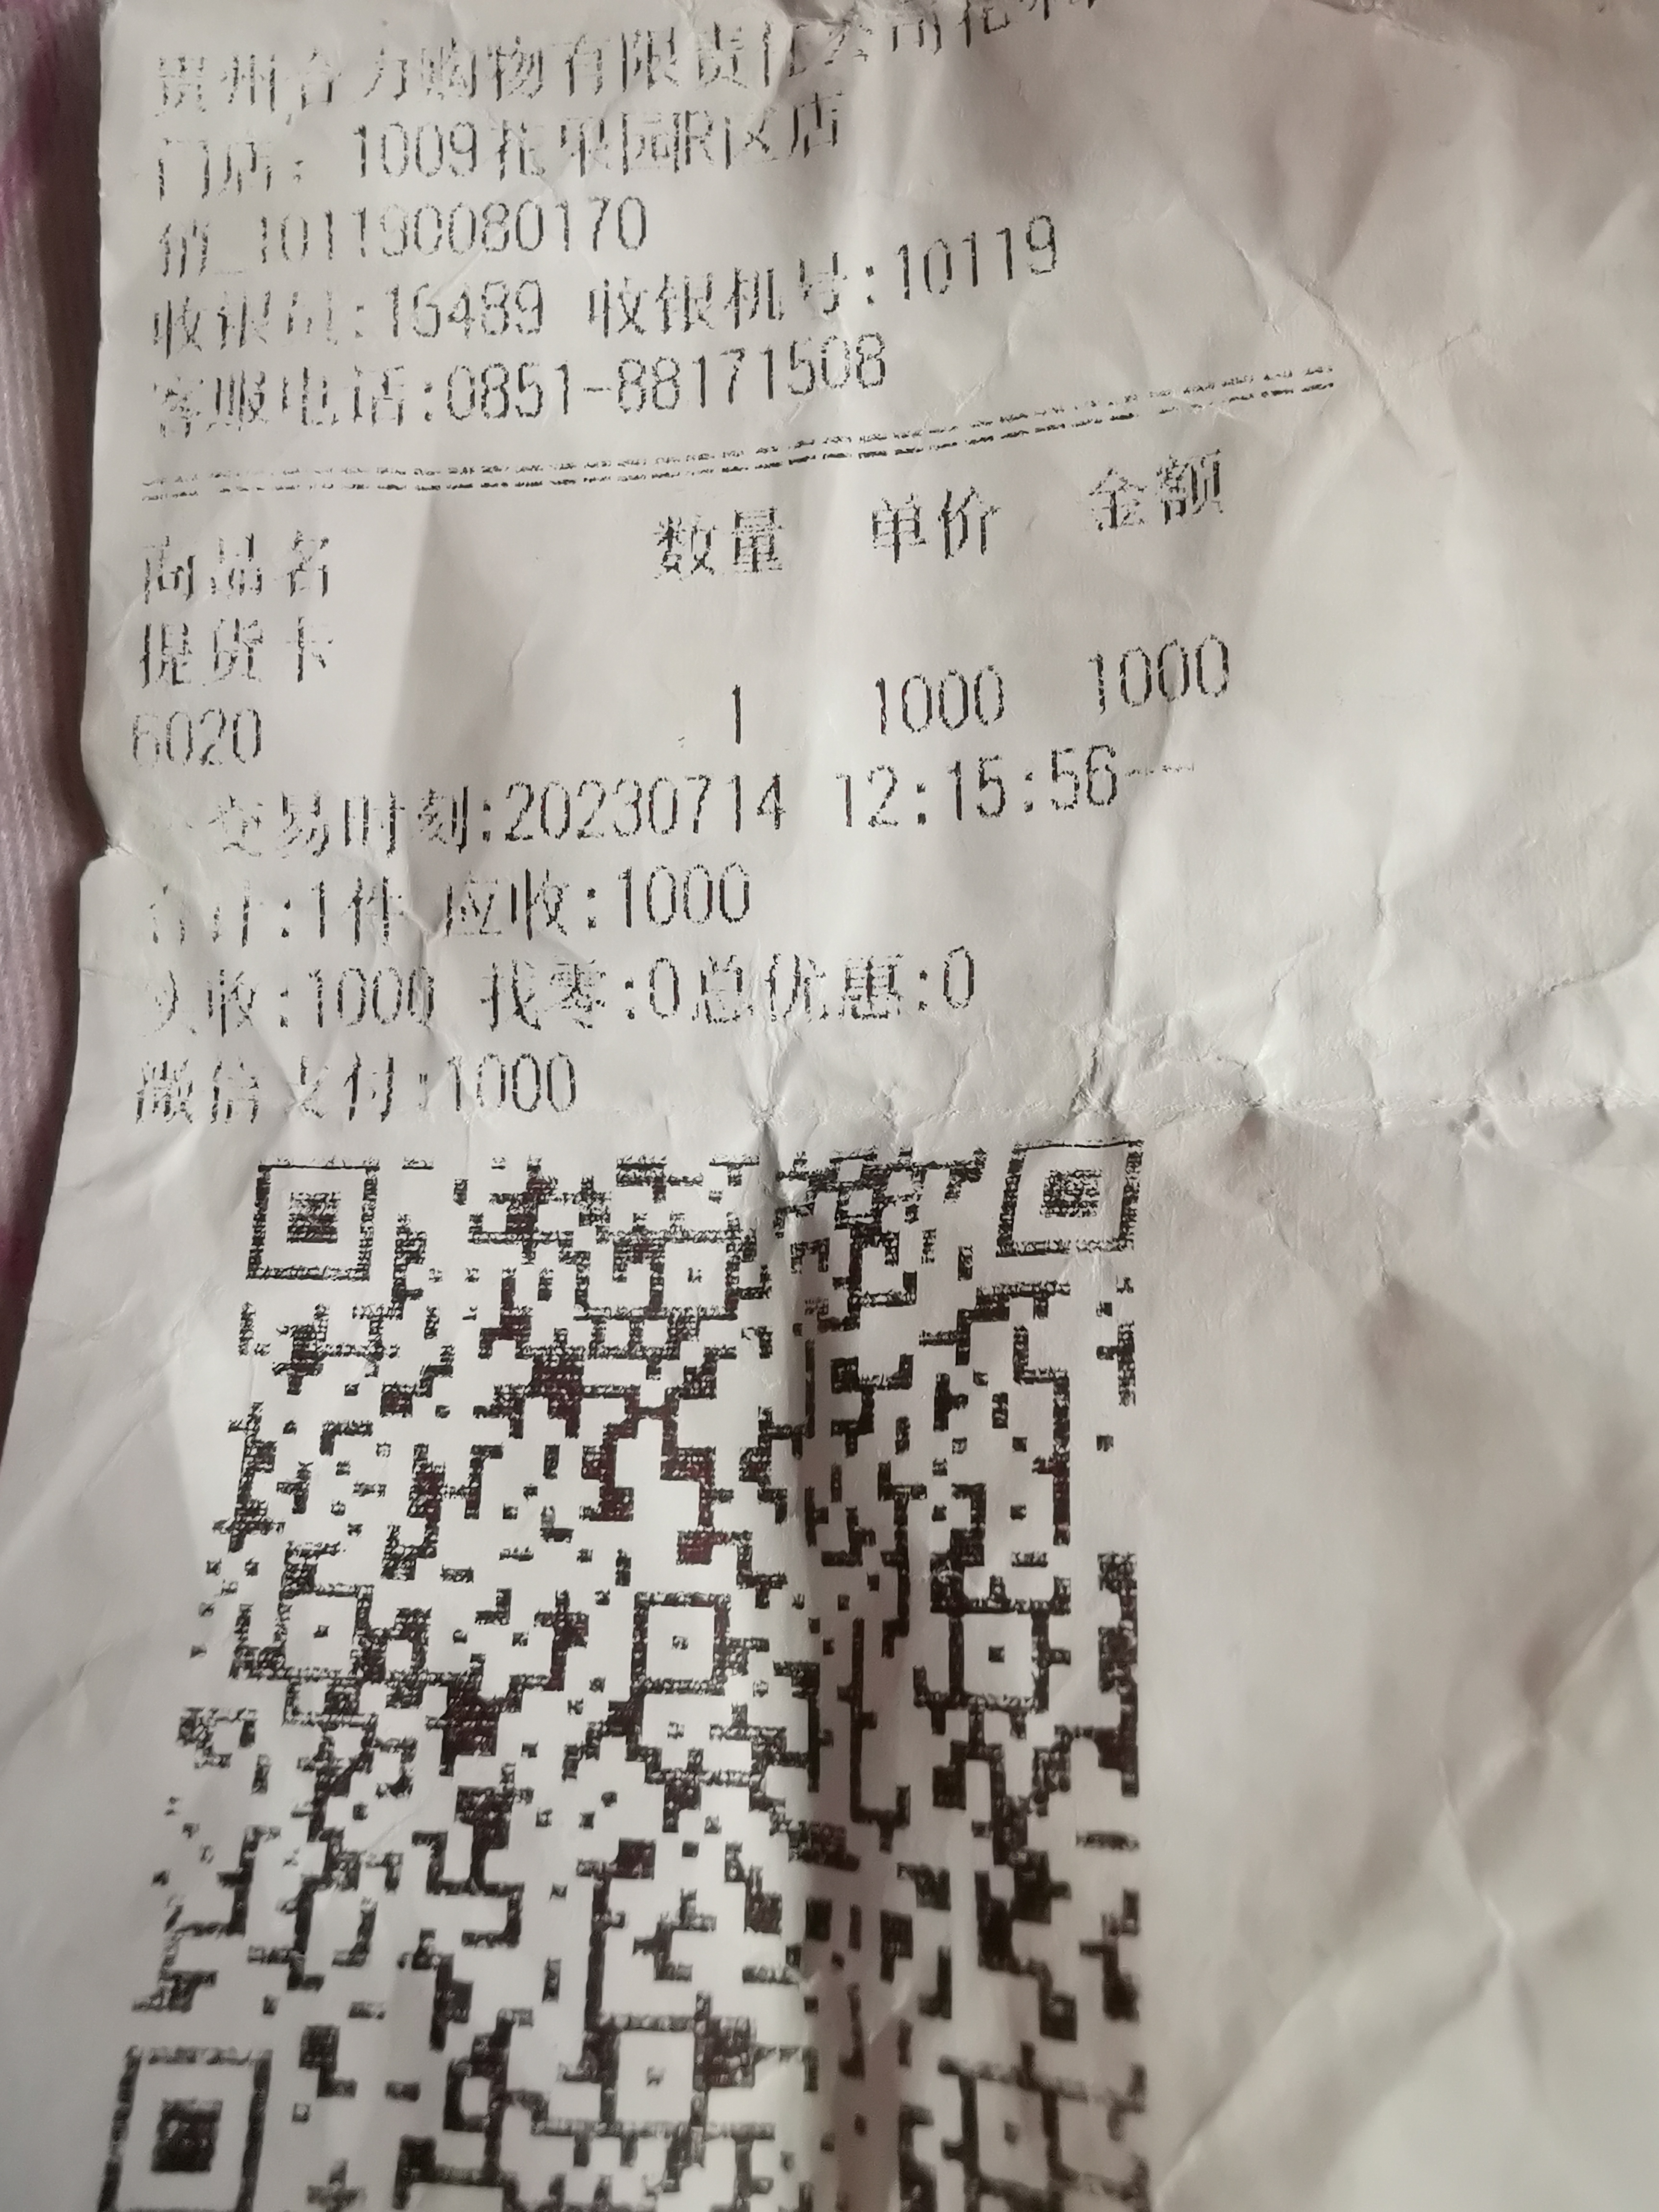 贵州合力购物有限责任公司花果
门店: 1009花果园R区店
销_1011190080170
收银员:16489 收银机号:10119
客服电话:0851-88171508
商品名 数量 单价 金额
提货卡
6020 1 1000 1000
交易时刻:20230714 12:15:56
合计:1件 应收:1000
实收:1000 找零:0总优惠:0
微信支付:1000